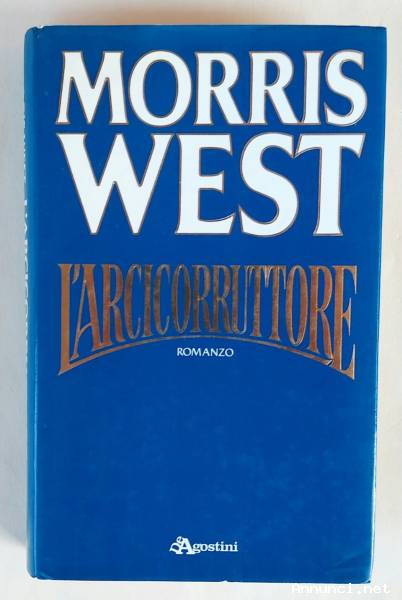 MORRIS
WEST
L'ARCICORRUTTORE
ROMANZO
DeAgostini
Annunci.net